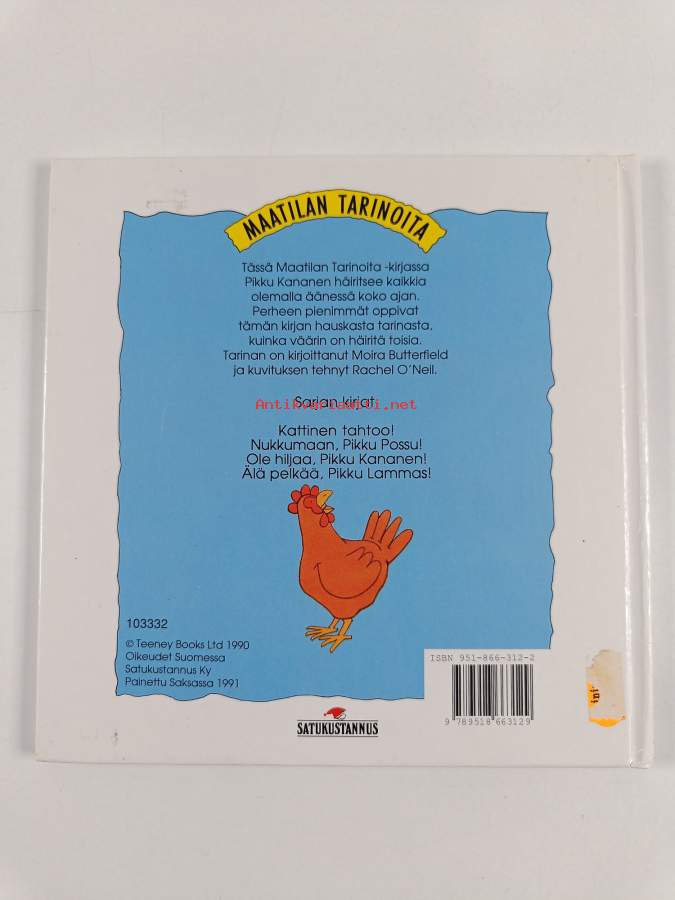 MAATILAN TARINOITA
Tässä Maatilan Tarinoita -kirjassa
Pikku Kananen häiritsee kaikkia
olemalla äänessä koko ajan.
Perheen pienimmät oppivat
tämän kirjan hauskasta tarinasta,
kuinka väärin on häiritä toisia.
Tarinan on kirjoittanut Moira Butterfield
ja kuvituksen tehnyt Rachel O'Neil.
Sarjan kirjat
Antikvariaatti.net
Kattinen tahtoo!
Nukkumaan, Pikku Possu!
Ole hiljaa, Pikku Kananen!
Älä pelkää, Pikku Lammas!
103332
© Teeney Books Ltd 1990
Oikeudet Suomessa
Satukustannus Ky
Painettu Saksassa 1991
ISBN 951-866-312-2
9 789518 663129
SATUKUSTANNUS